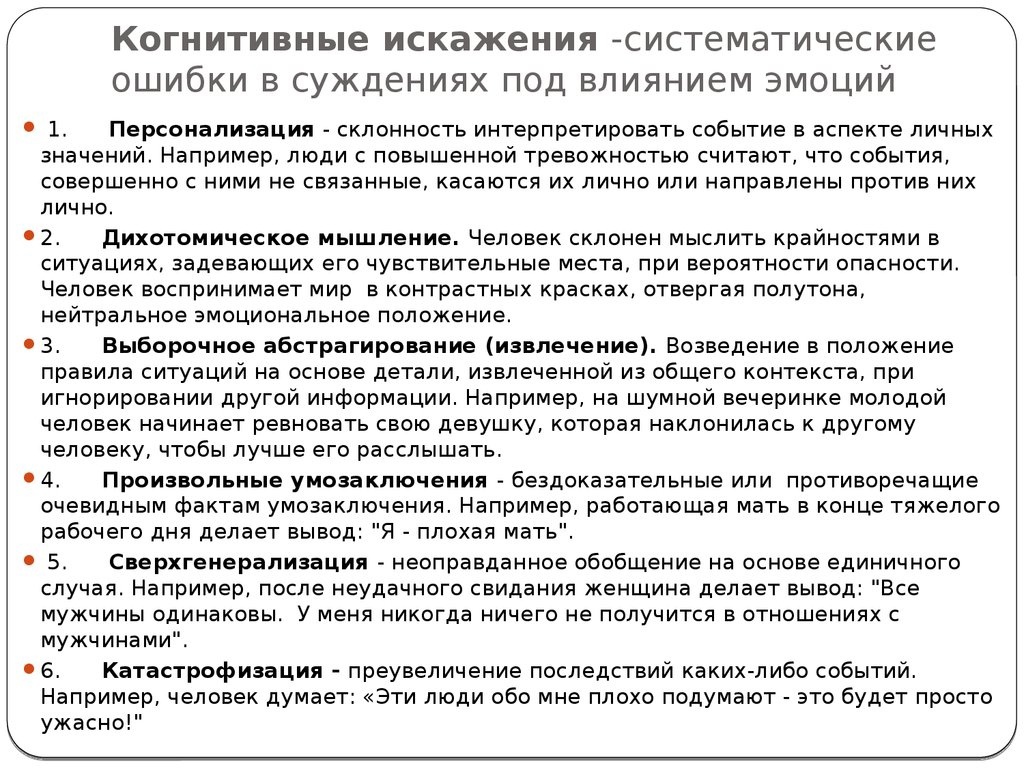 Когнитивные искажения -систематические
ошибки в суждениях под влиянием эмоций
1. Персонализация - склонность интерпретировать событие в аспекте личных
значений. Например, люди с повышенной тревожностью считают, что события,
совершенно с ними не связанные, касаются их лично или направлены против них
лично.
2. Дихотомическое мышление. Человек склонен мыслить крайностями в
ситуациях, задевающих его чувствительные места, при вероятности опасности.
Человек воспринимает мир  в контрастных красках, отвергая полутона,
нейтральное эмоциональное положение.
3. Выборочное абстрагирование (извлечение). Возведение в положение
правила ситуаций на основе детали, извлеченной из общего контекста, при
игнорировании другой информации. Например, на шумной вечеринке молодой
человек начинает ревновать свою девушку, которая наклонилась к другому
человеку, чтобы лучше его расслышать.
4. Произвольные умозаключения - бездоказательные или  противоречащие
очевидным фактам умозаключения. Например, работающая мать в конце тяжелого
рабочего дня делает вывод: "Я - плохая мать".
5. Сверхгенерализация - неоправданное обобщение на основе единичного
случая. Например, после неудачного свидания женщина делает вывод: "Все
мужчины одинаковы.  У меня никогда ничего не получится в отношениях с
мужчинами".
6. Катастрофизация - преувеличение последствий каких-либо событий.
Например, человек думает: «Эти люди обо мне плохо подумают - это будет просто
ужасно!"